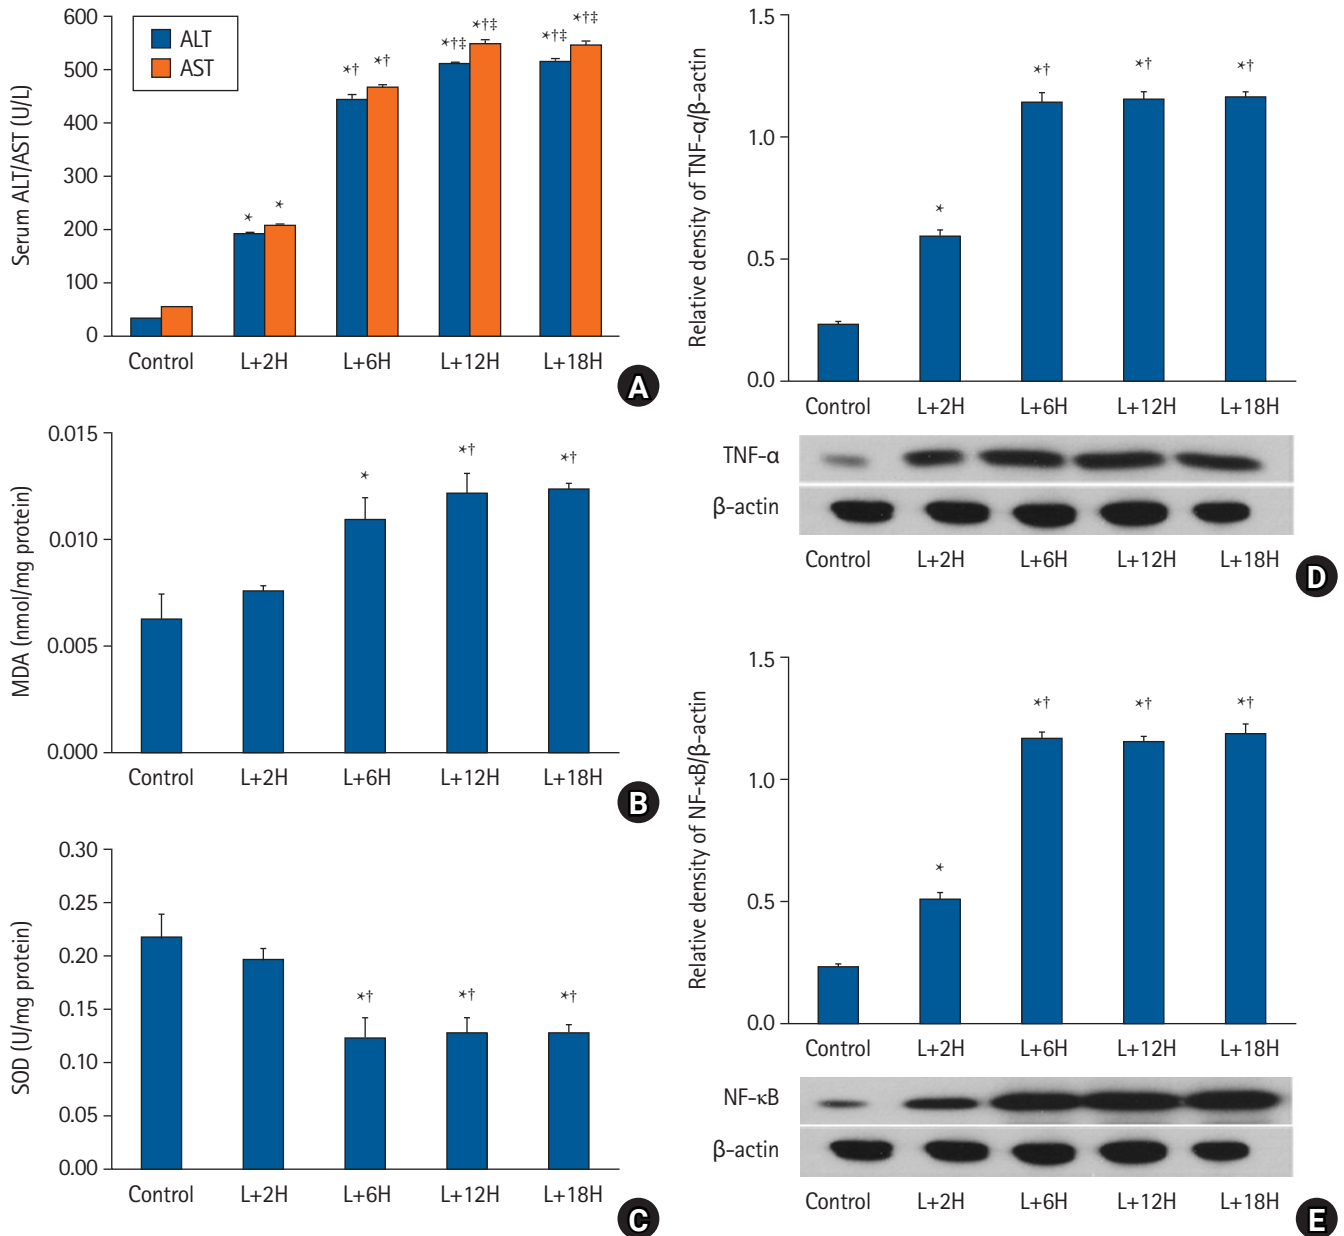 600
500
400
300
200
100
0
Serum ALT/AST (U/L)
ALT
AST
* *
*† *†
*†‡ *†‡
*†‡ *†‡
Control L+2H L+6H L+12H L+18H
A
0.015
0.010
0.005
0.000
MDA (nmol/mg protein)
* *† *†
Control L+2H L+6H L+12H L+18H
B
0.30
0.25
0.20
0.15
0.10
0.05
0.00
SOD (U/mg protein)
*† *† *†
Control L+2H L+6H L+12H L+18H
C
1.5
1.0
0.5
0.0
Relative density of TNF-α/β-actin
* *† *† *†
Control L+2H L+6H L+12H L+18H
TNF-α
β-actin
Control L+2H L+6H L+12H L+18H
D
1.5
1.0
0.5
0.0
Relative density of NF-κB/β-actin
* *† *† *†
Control L+2H L+6H L+12H L+18H
NF-κB
β-actin
Control L+2H L+6H L+12H L+18H
E